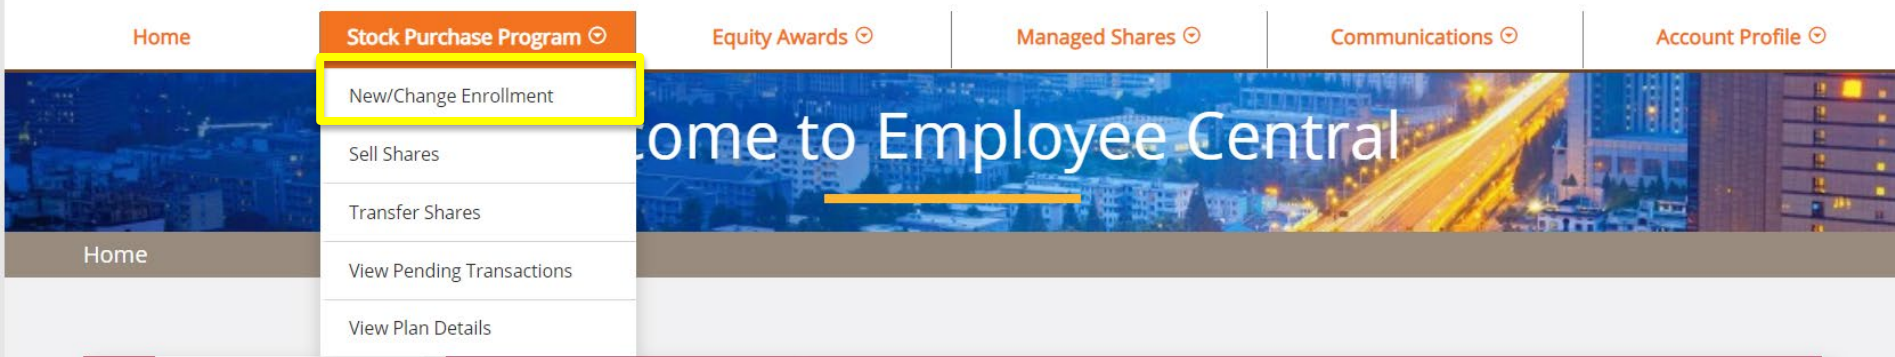 Home
Stock Purchase Program
Equity Awards
Managed Shares
Communications
Account Profile
New/Change Enrollment
Sell Shares
Transfer Shares
View Pending Transactions
View Plan Details
come to Employee Central
Home